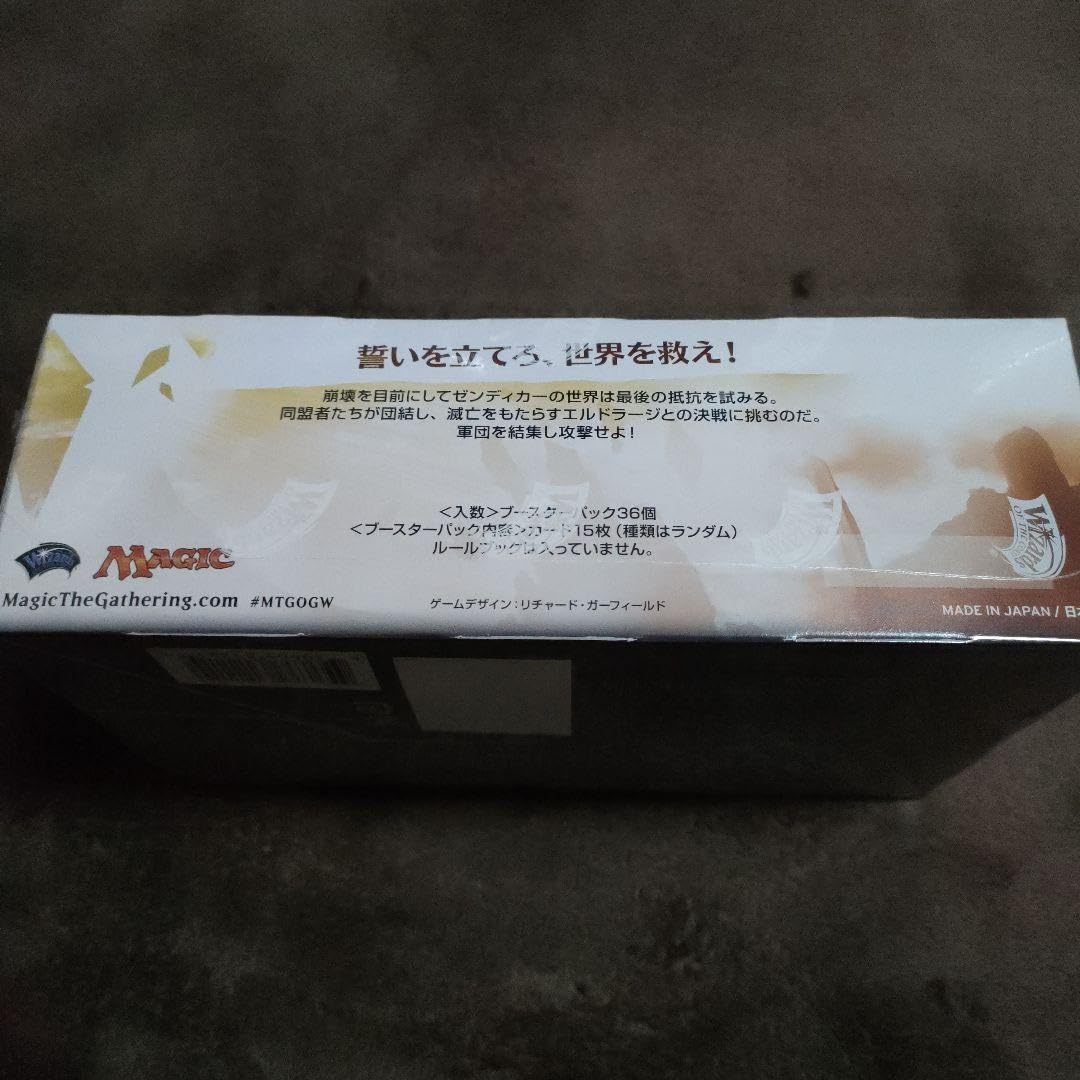 誓いを立てろ、世界を救え!
崩壊を目前にしてゼンディカーの世界は最後の抵抗を試みる。
同盟者たちが団結し、滅亡をもたらすエルドラージとの決戦に挑むのだ。
軍団を結集し攻撃せよ!
<入数>ブースターパック36個
<ブースターパック内容>カード15枚(種類はランダム)
ルールブックは入っていません。
Wizards
MAGIC
MagicTheGathering.com #MTGOGW
ゲームデザイン:リチャード・ガーフィールド
MADE IN JAPAN / 日
Wizards
OF THE COAST